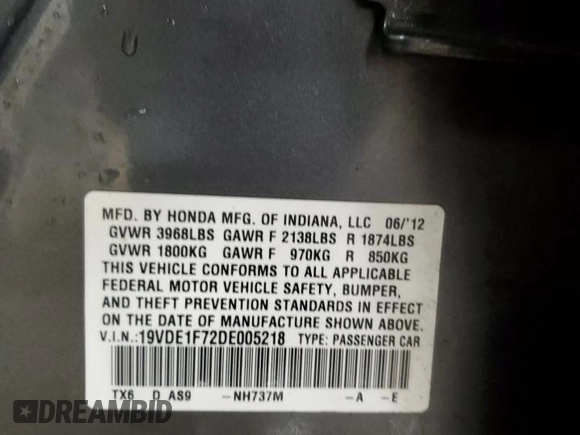 MFD. BY HONDA MFG. OF INDIANA, LLC 06/'12
GVWR 3968LBS GAWR F 2138LBS R 1874LBS
GVWR 1800KG GAWR F 970KG R 850KG
THIS VEHICLE CONFORMS TO ALL APPLICABLE
FEDERAL MOTOR VEHICLE SAFETY, BUMPER,
AND THEFT PREVENTION STANDARDS IN EFFECT
ON THE DATE OF MANUFACTURE SHOWN ABOVE.
V.I.N.:19VDE1F72DE005218 TYPE: PASSENGER CAR
TX6 D AS9 -NH737M -A -E
DREAMBID